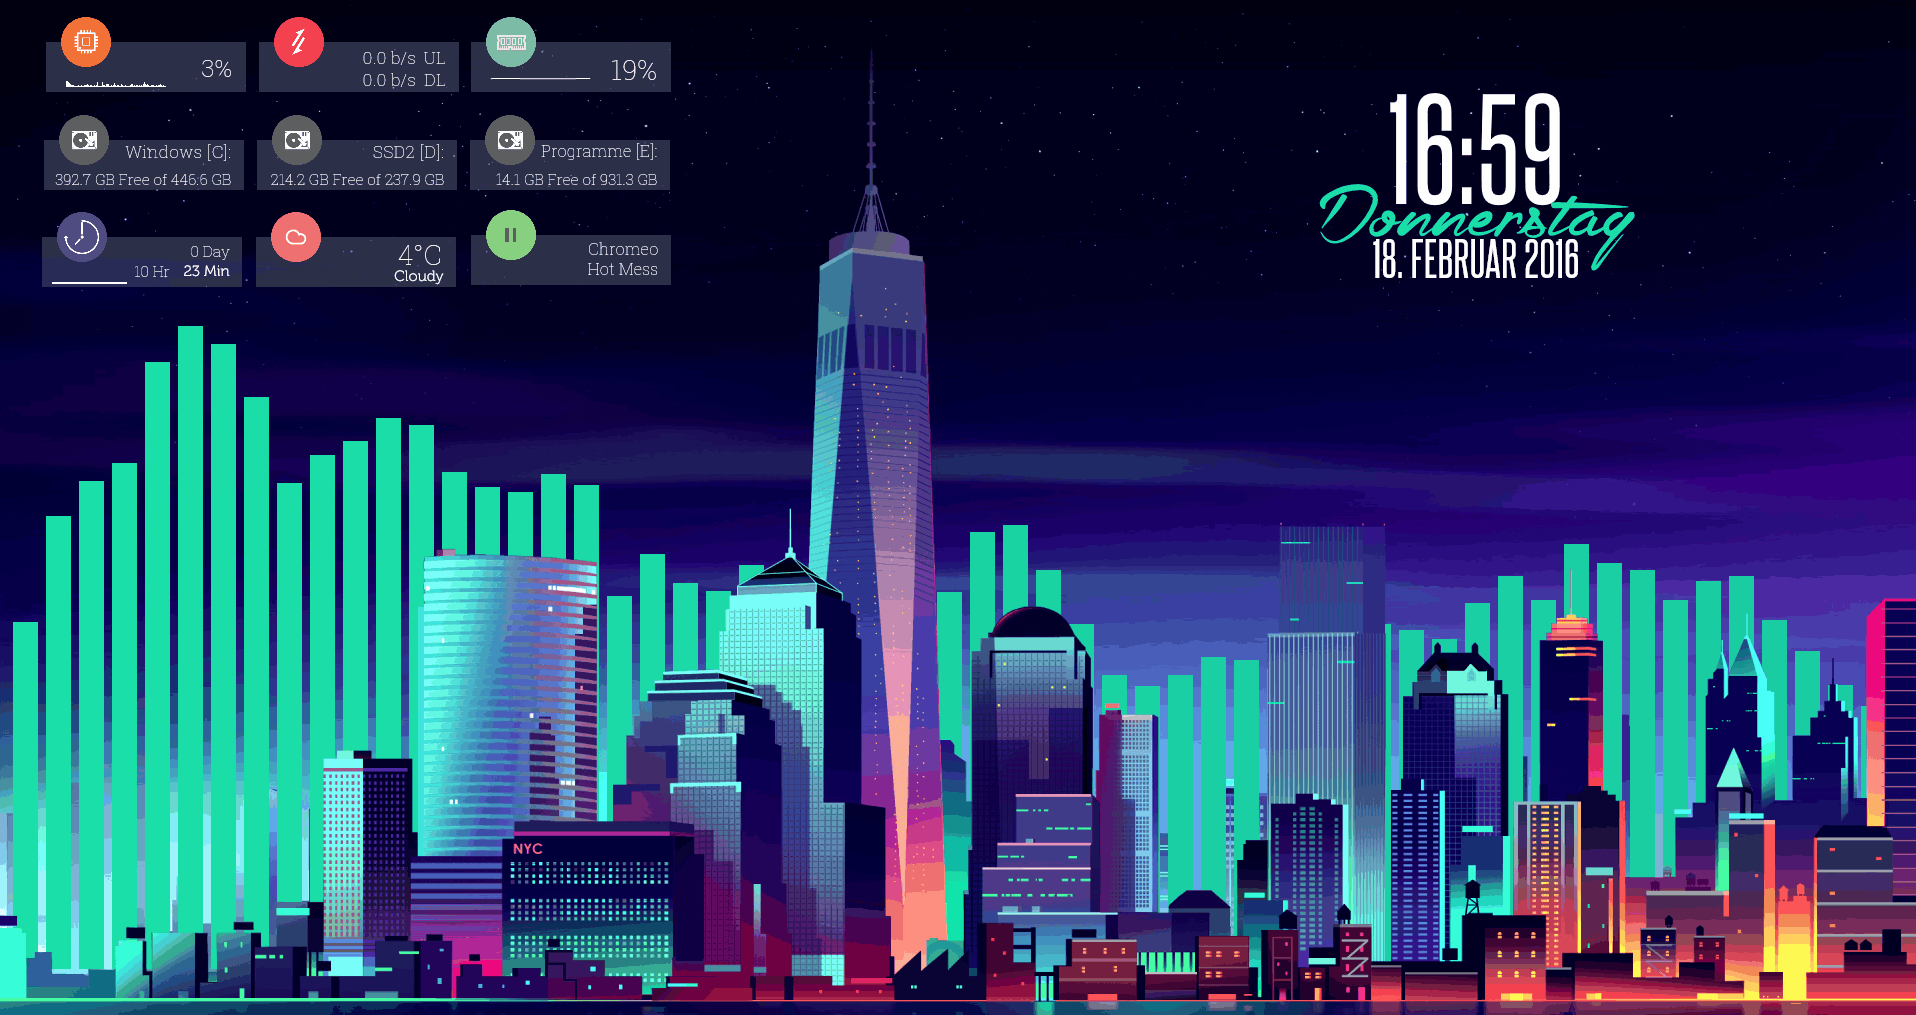 3%
0.0 b/s UL
0.0 b/s DL
19%
Windows [C]:
392.7 GB Free of 446.6 GB
SSD2 [D]:
214.2 GB Free of 237.9 GB
Programme [E]:
14.1 GB Free of 931.3 GB
0 Day
10 Hr 23 Min
4°C
Cloudy
Chromeo
Hot Mess
16:59
Donnerstag
18. FEBRUAR 2016
NYC